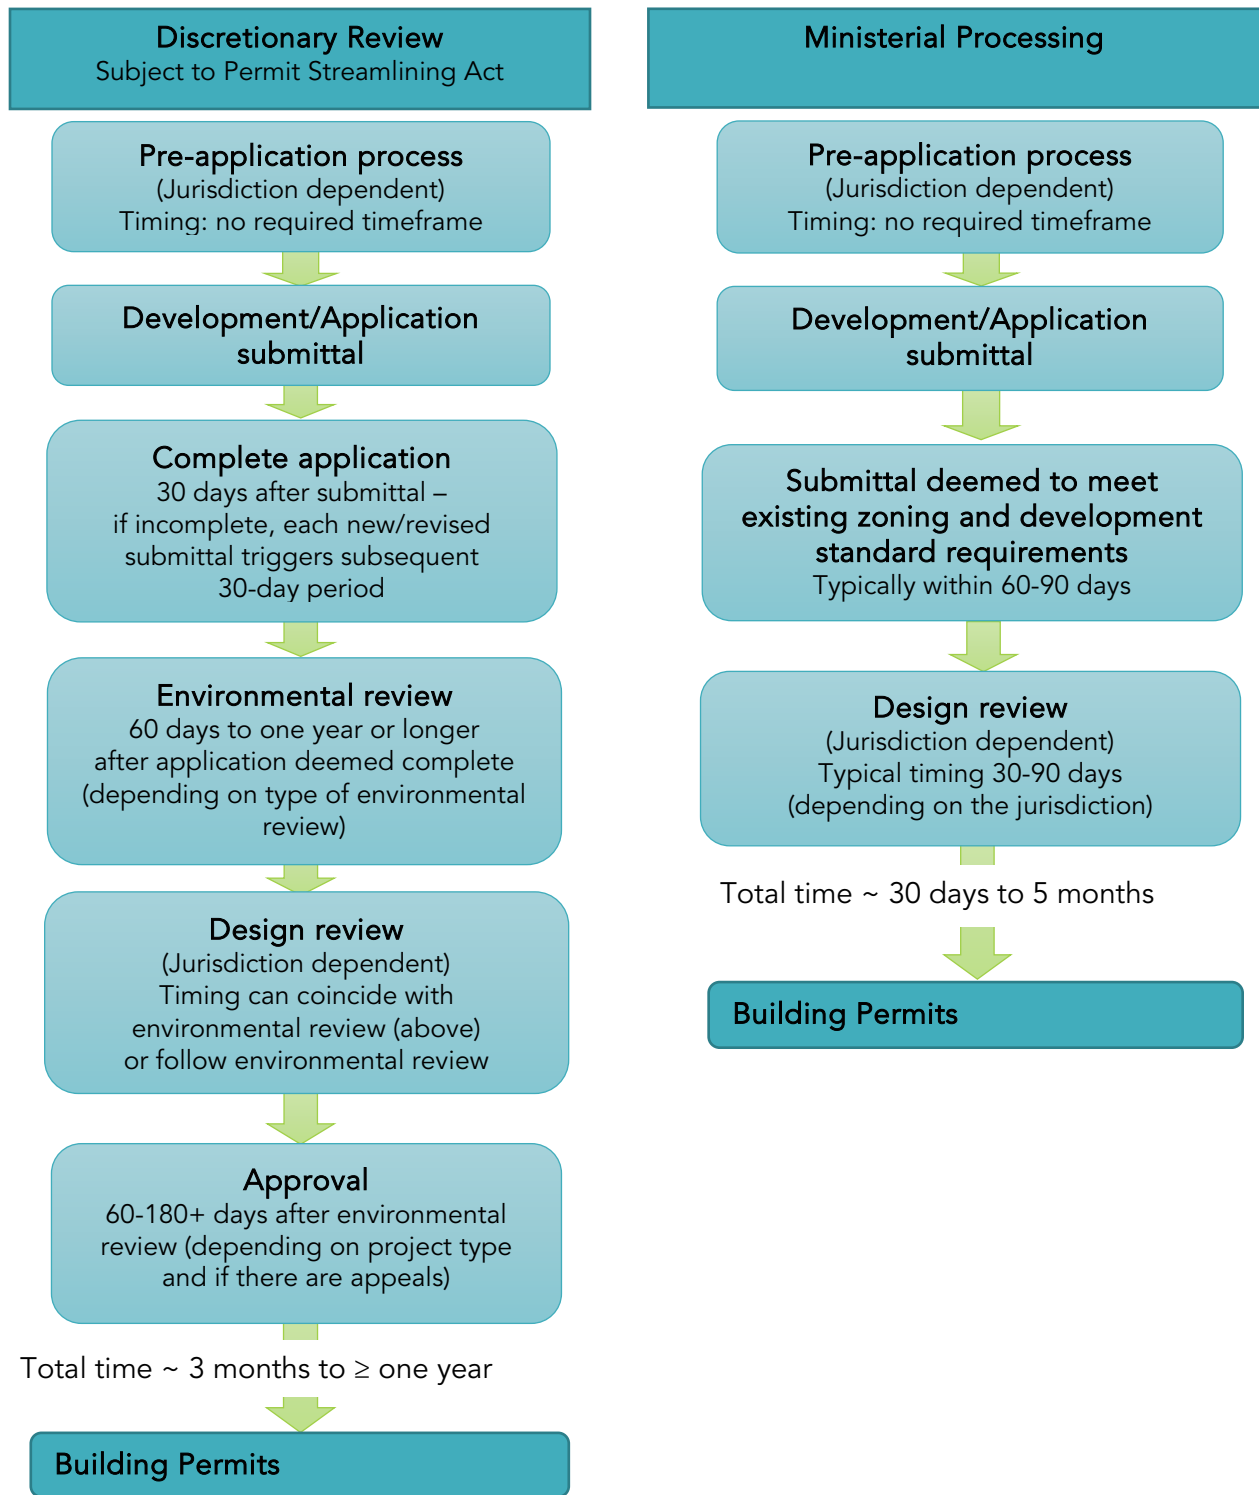 Discretionary Review
Subject to Permit Streamlining Act
Pre-application process
(Jurisdiction dependent)
Timing: no required timeframe
Development/Application
submittal
Complete application
30 days after submittal –
if incomplete, each new/revised
submittal triggers subsequent
30-day period
Environmental review
60 days to one year or longer
after application deemed complete
(depending on type of environmental
review)
Design review
(Jurisdiction dependent)
Timing can coincide with
environmental review (above)
or follow environmental review
Approval
60-180+ days after environmental
review (depending on project type
and if there are appeals)
Total time ~ 3 months to ≥ one year
Building Permits
Ministerial Processing
Pre-application process
(Jurisdiction dependent)
Timing: no required timeframe
Development/Application
submittal
Submittal deemed to meet
existing zoning and development
standard requirements
Typically within 60-90 days
Design review
(Jurisdiction dependent)
Typical timing 30-90 days
(depending on the jurisdiction)
Total time ~ 30 days to 5 months
Building Permits